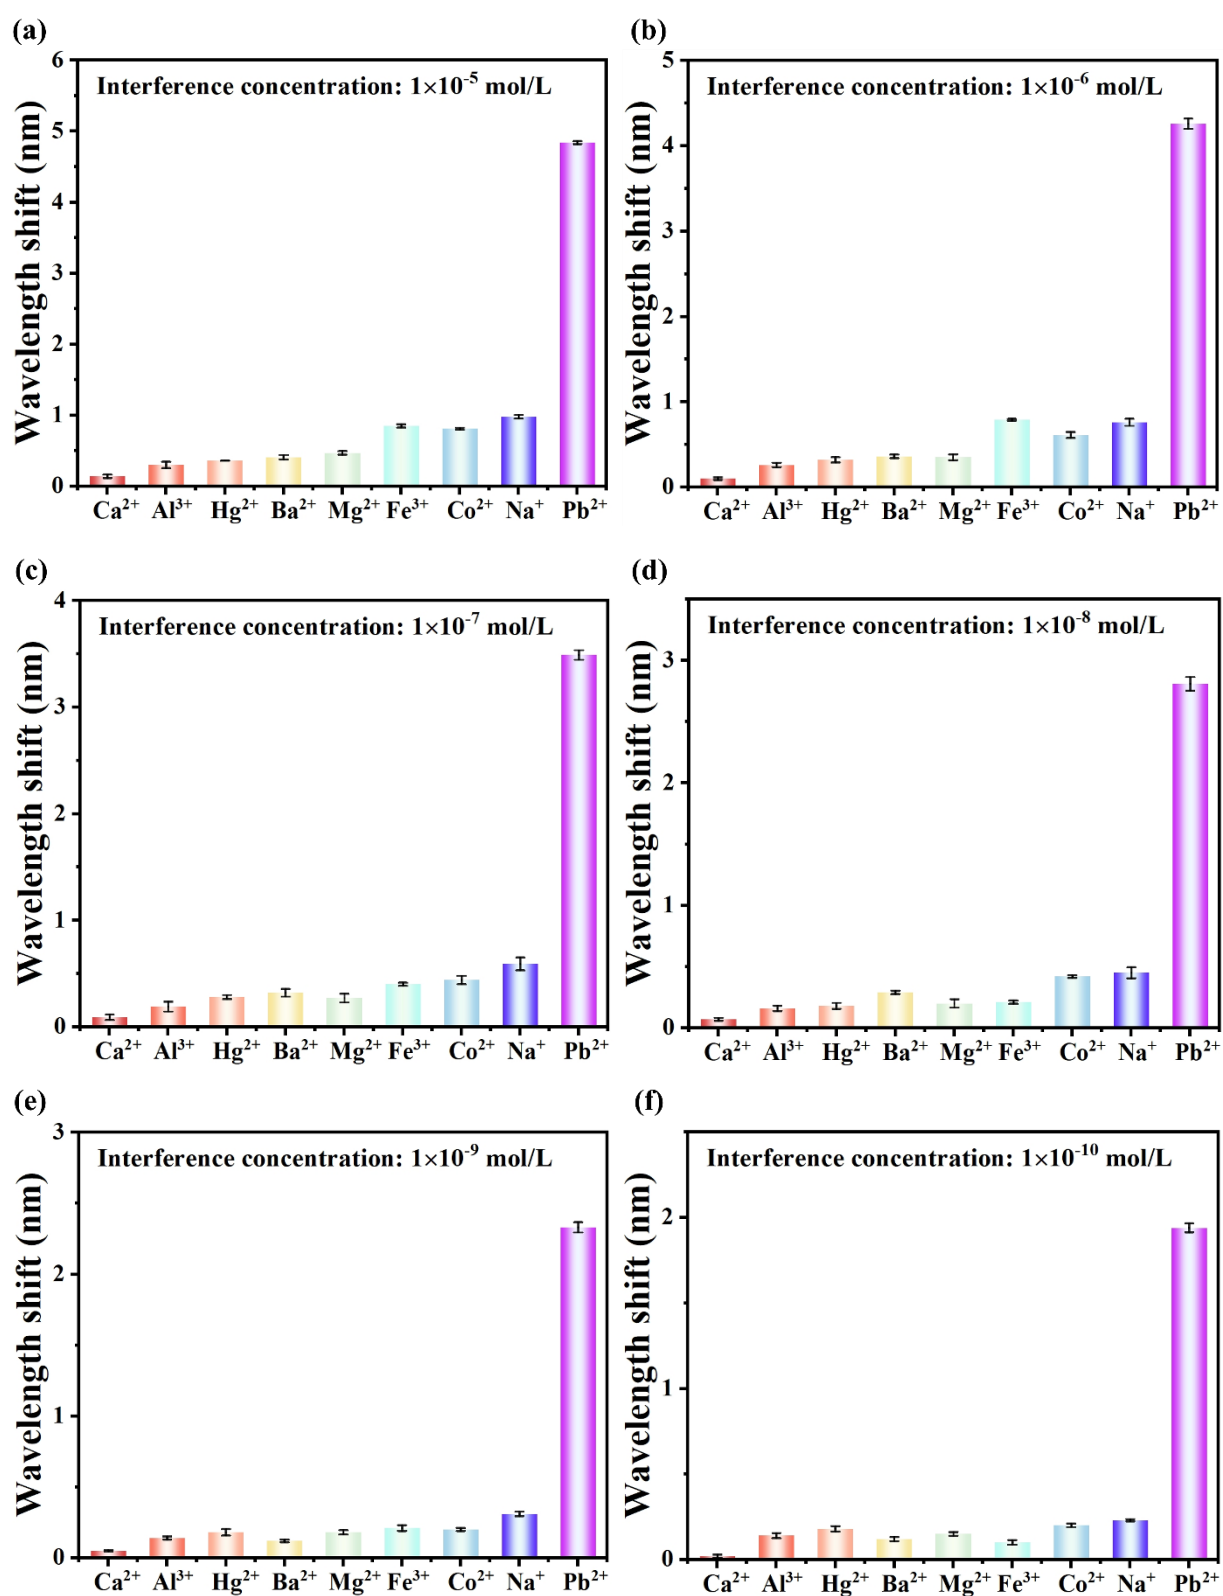 (a)
Interference concentration: 1×10⁻⁵ mol/L
Wavelength shift (nm)
6
5
4
3
2
1
0
Ca²⁺ Al³⁺ Hg²⁺ Ba²⁺ Mg²⁺ Fe³⁺ Co²⁺ Na⁺ Pb²⁺
(b)
Interference concentration: 1×10⁻⁶ mol/L
Wavelength shift (nm)
5
4
3
2
1
0
Ca²⁺ Al³⁺ Hg²⁺ Ba²⁺ Mg²⁺ Fe³⁺ Co²⁺ Na⁺ Pb²⁺
(c)
Interference concentration: 1×10⁻⁷ mol/L
Wavelength shift (nm)
4
3
2
1
0
Ca²⁺ Al³⁺ Hg²⁺ Ba²⁺ Mg²⁺ Fe³⁺ Co²⁺ Na⁺ Pb²⁺
(d)
Interference concentration: 1×10⁻⁸ mol/L
Wavelength shift (nm)
3
2
1
0
Ca²⁺ Al³⁺ Hg²⁺ Ba²⁺ Mg²⁺ Fe³⁺ Co²⁺ Na⁺ Pb²⁺
(e)
Interference concentration: 1×10⁻⁹ mol/L
Wavelength shift (nm)
3
2
1
0
Ca²⁺ Al³⁺ Hg²⁺ Ba²⁺ Mg²⁺ Fe³⁺ Co²⁺ Na⁺ Pb²⁺
(f)
Interference concentration: 1×10⁻¹⁰ mol/L
Wavelength shift (nm)
2
1
0
Ca²⁺ Al³⁺ Hg²⁺ Ba²⁺ Mg²⁺ Fe³⁺ Co²⁺ Na⁺ Pb²⁺